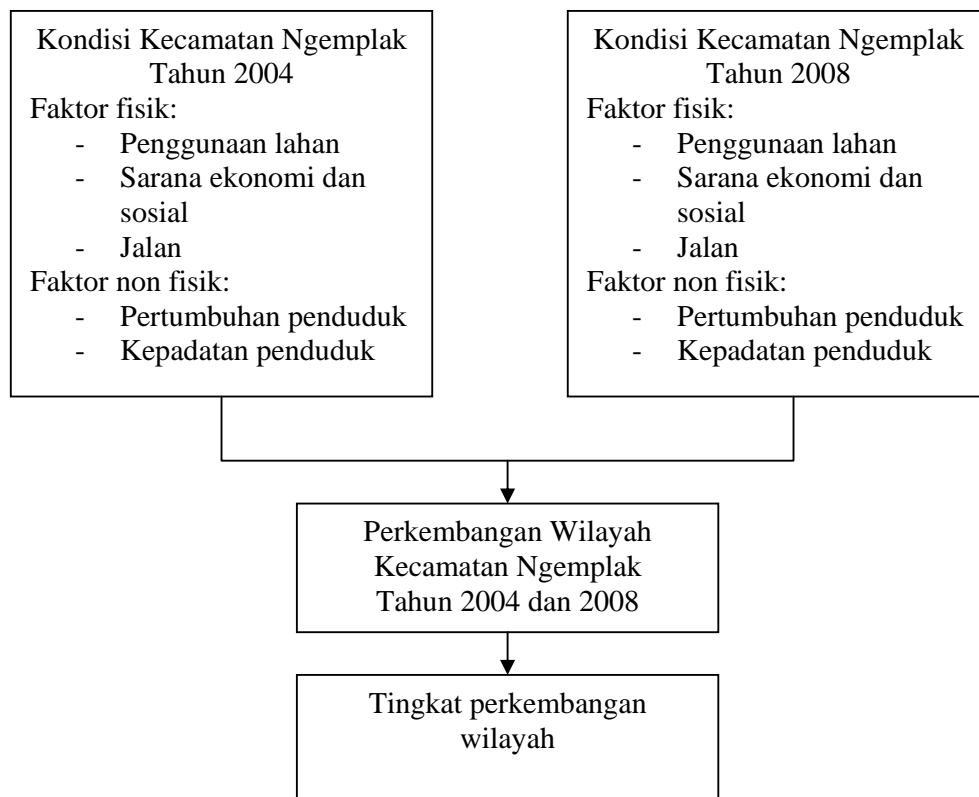 Kondisi Kecamatan Ngemplak
Tahun 2004
Faktor fisik:
- Penggunaan lahan
- Sarana ekonomi dan
sosial
- Jalan
Faktor non fisik:
- Pertumbuhan penduduk
- Kepadatan penduduk
Kondisi Kecamatan Ngemplak
Tahun 2008
Faktor fisik:
- Penggunaan lahan
- Sarana ekonomi dan
sosial
- Jalan
Faktor non fisik:
- Pertumbuhan penduduk
- Kepadatan penduduk
Perkembangan Wilayah
Kecamatan Ngemplak
Tahun 2004 dan 2008
Tingkat perkembangan
wilayah